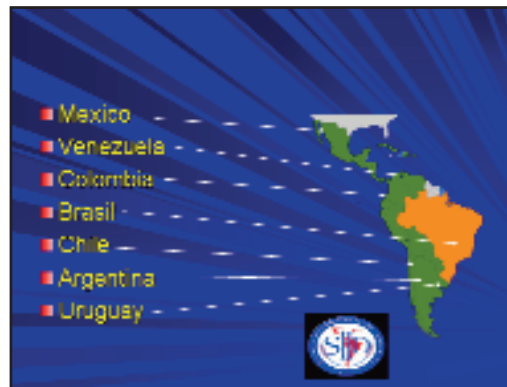 Mexico
Venezuela
Colombia
Brasil
Chile
Argentina
Uruguay